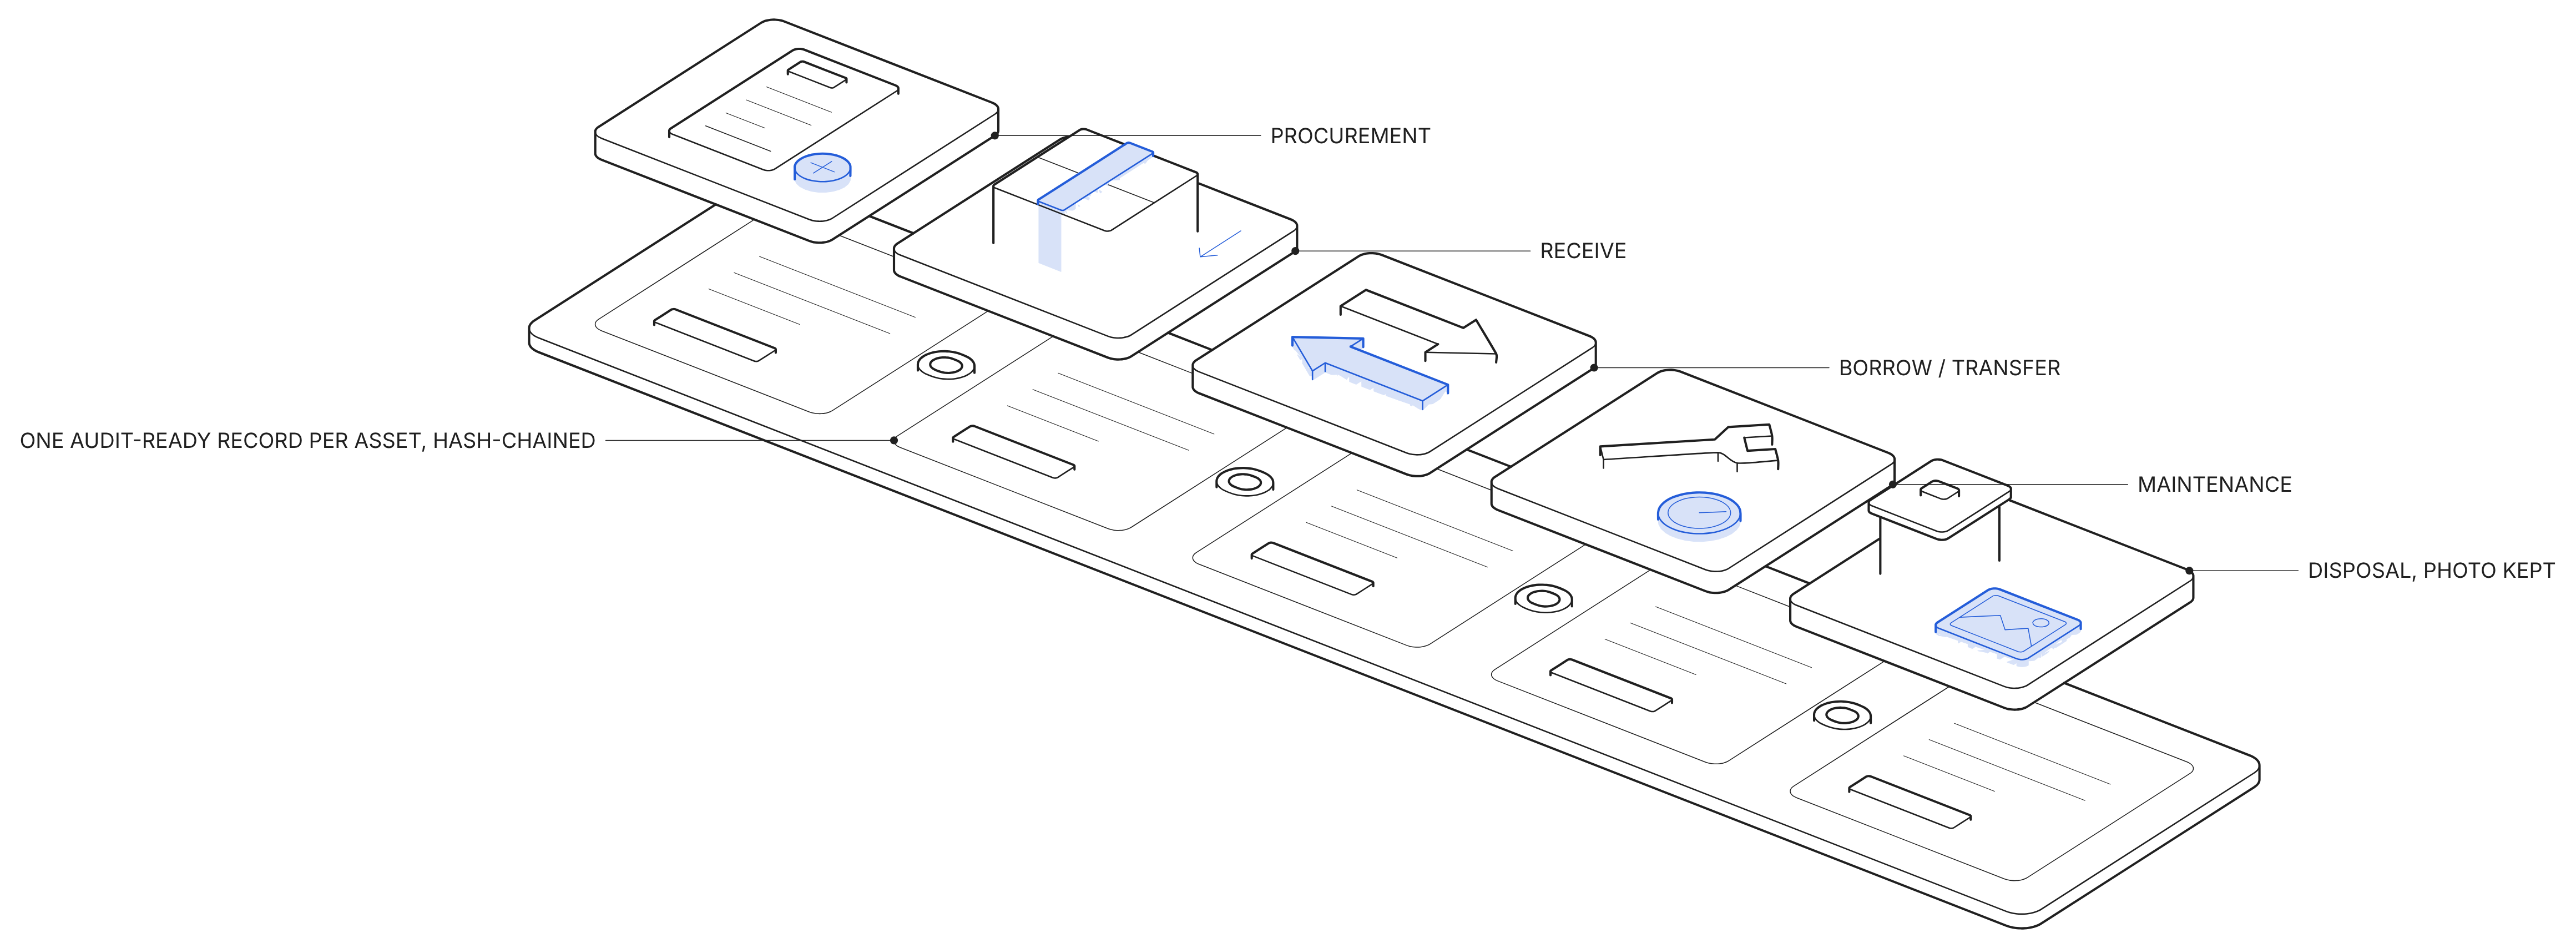 PROCUREMENT
RECEIVE
BORROW / TRANSFER
ONE AUDIT-READY RECORD PER ASSET, HASH-CHAINED
MAINTENANCE
DISPOSAL, PHOTO KEPT